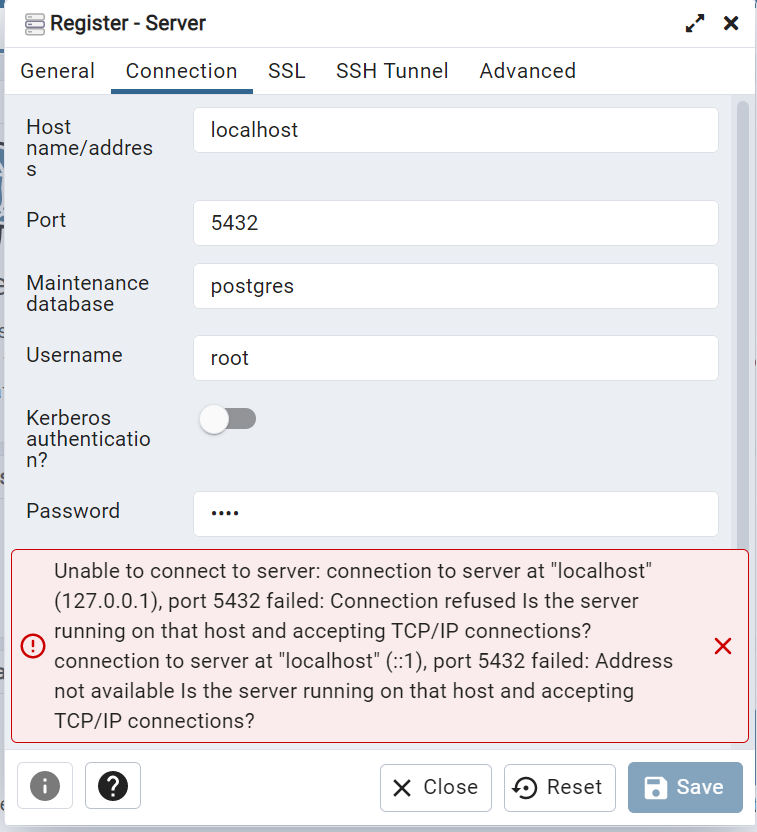 Register - Server
General Connection SSL SSH Tunnel Advanced
Host
name/addres
s
localhost
Port
5432
Maintenance
database
postgres
Username
root
Kerberos
authenticatio
n?
Password
••••
Unable to connect to server: connection to server at "localhost"
(127.0.0.1), port 5432 failed: Connection refused Is the server
running on that host and accepting TCP/IP connections?
connection to server at "localhost" (::1), port 5432 failed: Address
not available Is the server running on that host and accepting
TCP/IP connections?
Close Reset Save